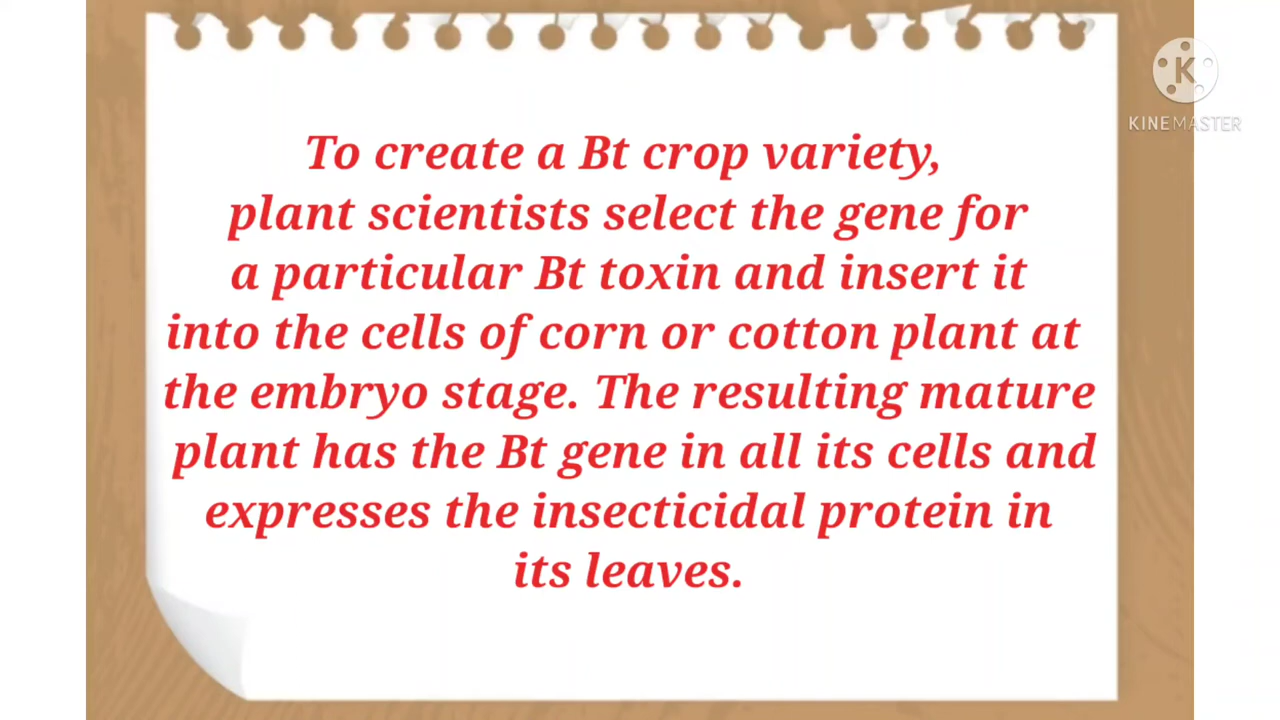 KINEMASTER
To create a Bt crop variety,
plant scientists select the gene for
a particular Bt toxin and insert it
into the cells of corn or cotton plant at
the embryo stage. The resulting mature
plant has the Bt gene in all its cells and
expresses the insecticidal protein in
its leaves.